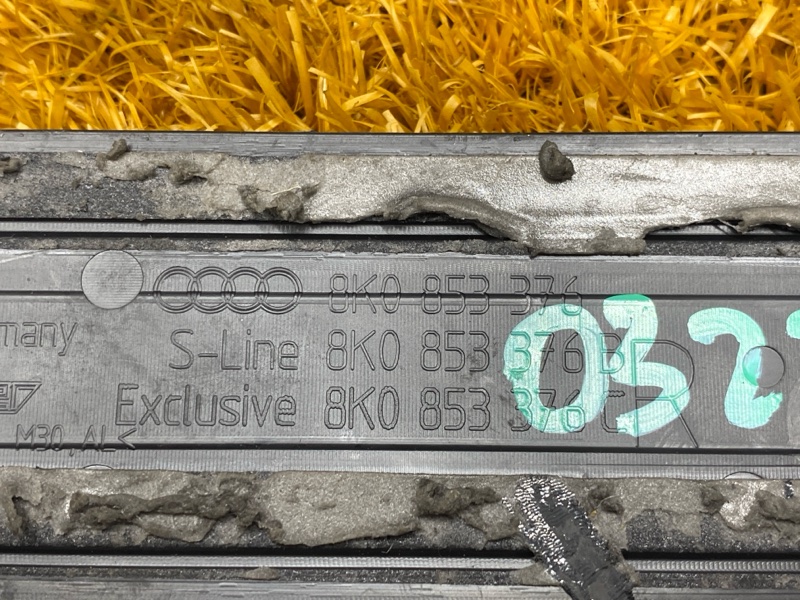 8K0 853 376
many
S-Line 8K0 853 376 B
Exclusive 8K0 853 376 C
M30, AL<
R
032